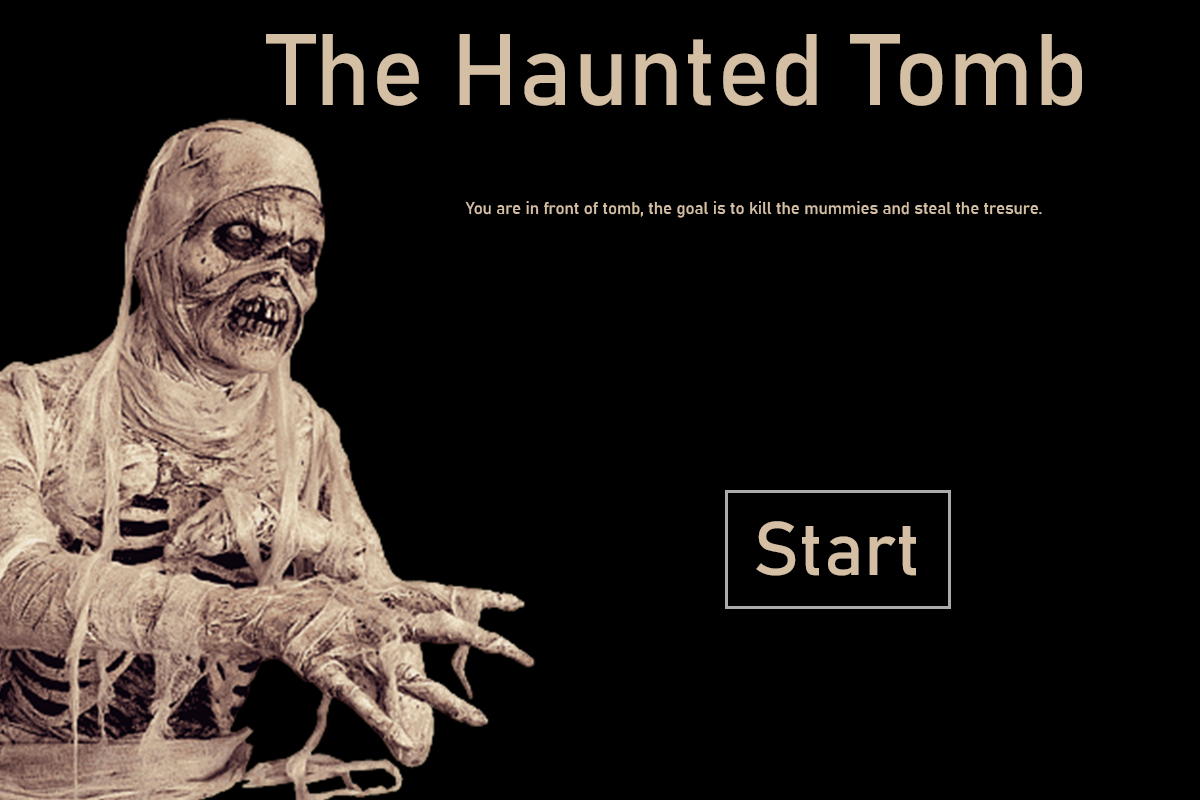 The Haunted Tomb
You are in front of tomb, the goal is to kill the mummies and steal the tresure.
Start